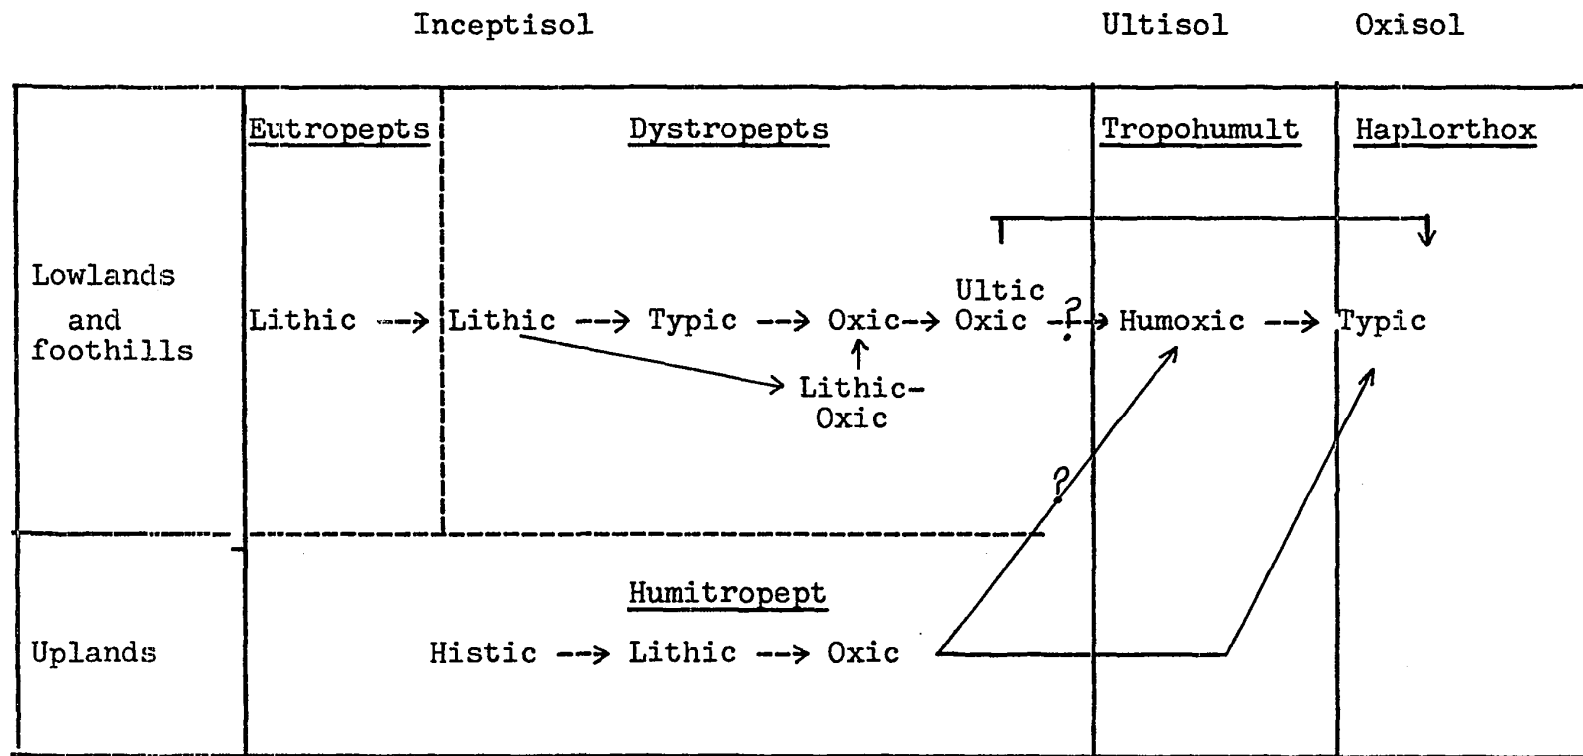 Inceptisol Ultisol Oxisol
Eutropepts Dystropepts Tropohumult Haplorthox
Lowlands
and
foothills
Ultic
Lithic Lithic Typic Oxic Oxic ? Humoxic Typic
Lithic-
Oxic
?
Humitropept
Uplands Histic Lithic Oxic